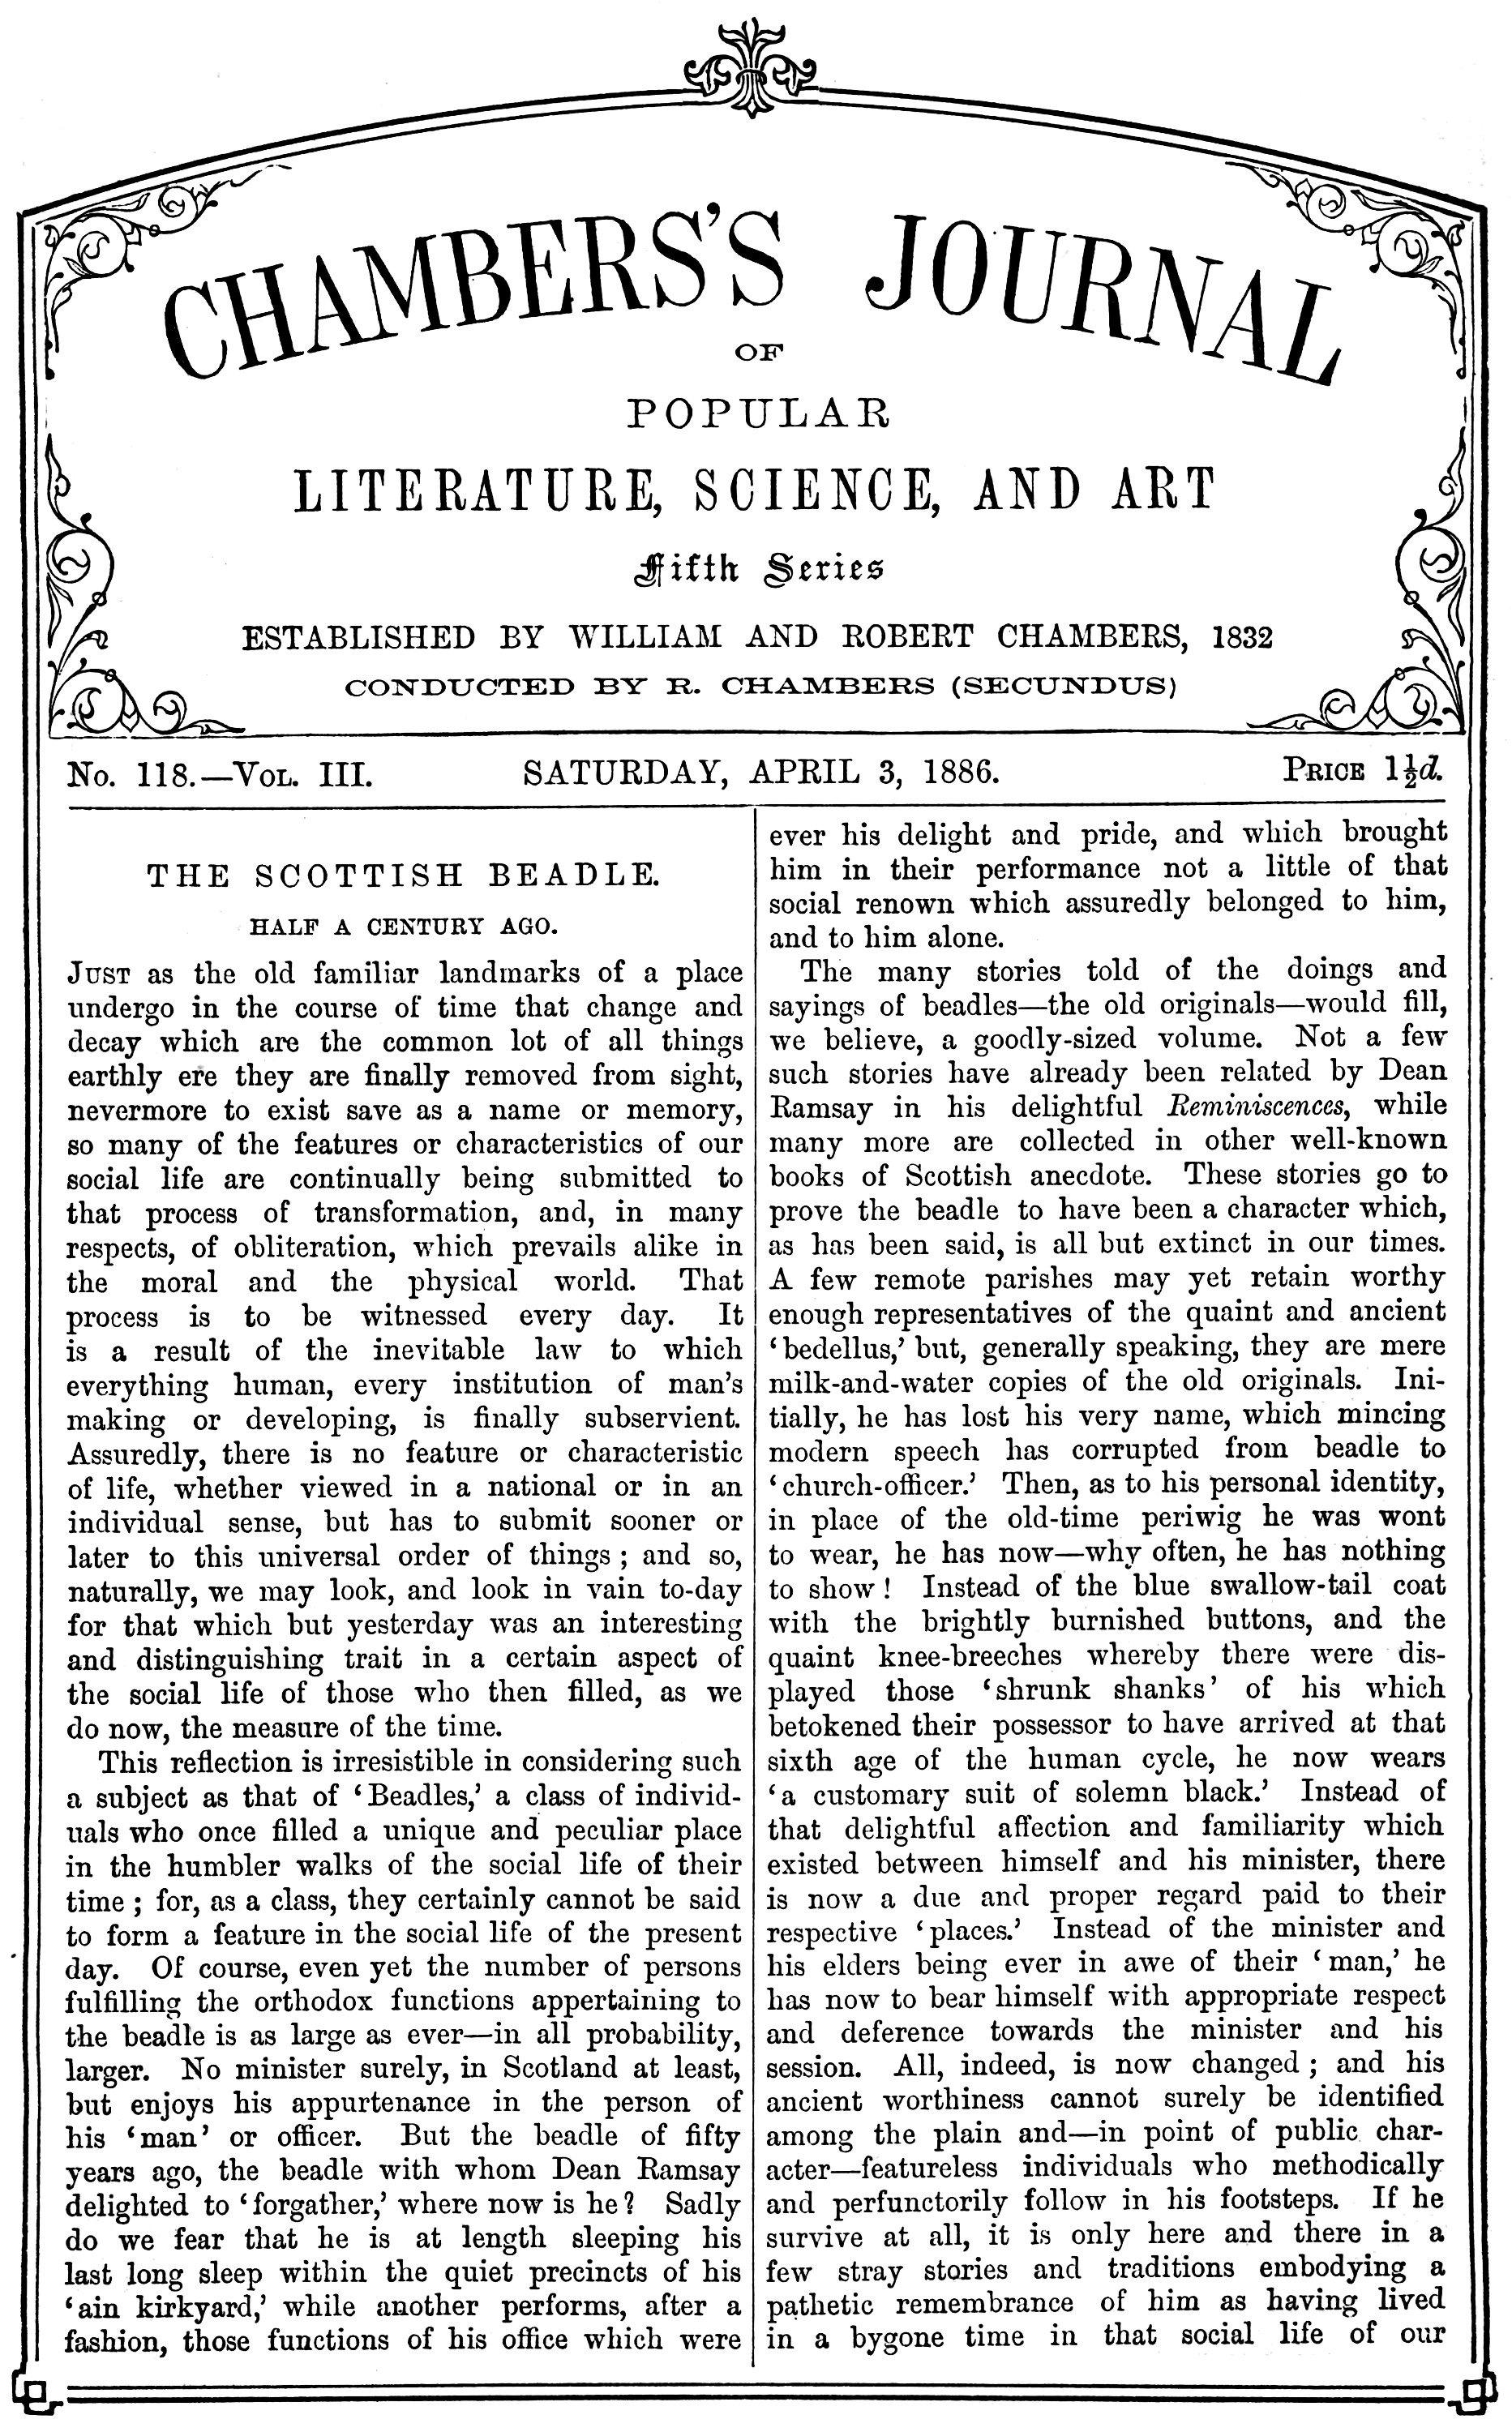 CHAMBERS'S JOURNAL
OF
POPULAR
LITERATURE, SCIENCE, AND ART
Fifth Series
ESTABLISHED BY WILLIAM AND ROBERT CHAMBERS, 1832
CONDUCTED BY R. CHAMBERS (SECUNDUS)
No. 118.—Vol. III.
SATURDAY, APRIL 3, 1886.
Price 1½d.
THE SCOTTISH BEADLE.
HALF A CENTURY AGO.
Just as the old familiar landmarks of a place
undergo in the course of time that change and
decay which are the common lot of all things
earthly ere they are finally removed from sight,
nevermore to exist save as a name or memory,
so many of the features or characteristics of our
social life are continually being submitted to
that process of transformation, and, in many
respects, of obliteration, which prevails alike in
the moral and the physical world. That
process is to be witnessed every day. It
is a result of the inevitable law to which
everything human, every institution of man's
making or developing, is finally subservient.
Assuredly, there is no feature or characteristic
of life, whether viewed in a national or in an
individual sense, but has to submit sooner or
later to this universal order of things; and so,
naturally, we may look, and look in vain to-day
for that which but yesterday was an interesting
and distinguishing trait in a certain aspect of
the social life of those who then filled, as we
do now, the measure of the time.
This reflection is irresistible in considering such
a subject as that of 'Beadles,' a class of individ-
uals who once filled a unique and peculiar place
in the humbler walks of the social life of their
time; for, as a class, they certainly cannot be said
to form a feature in the social life of the present
day. Of course, even yet the number of persons
fulfilling the orthodox functions appertaining to
the beadle is as large as ever—in all probability,
larger. No minister surely, in Scotland at least,
but enjoys his appurtenance in the person of
his 'man' or officer. But the beadle of fifty
years ago, the beadle with whom Dean Ramsay
delighted to 'forgather,' where now is he? Sadly
do we fear that he is at length sleeping his
last long sleep within the quiet precincts of his
'ain kirkyard,' while another performs, after a
fashion, those functions of his office which were
ever his delight and pride, and which brought
him in their performance not a little of that
social renown which assuredly belonged to him,
and to him alone.
The many stories told of the doings and
sayings of beadles—the old originals—would fill,
we believe, a goodly-sized volume. Not a few
such stories have already been related by Dean
Ramsay in his delightful Reminiscences, while
many more are collected in other well-known
books of Scottish anecdote. These stories go to
prove the beadle to have been a character which,
as has been said, is all but extinct in our times.
A few remote parishes may yet retain worthy
enough representatives of the quaint and ancient
'bedellus,' but, generally speaking, they are mere
milk-and-water copies of the old originals. Ini-
tially, he has lost his very name, which mincing
modern speech has corrupted from beadle to
'church-officer.' Then, as to his personal identity,
in place of the old-time periwig he was wont
to wear, he has now—why often, he has nothing
to show! Instead of the blue swallow-tail coat
with the brightly burnished buttons, and the
quaint knee-breeches whereby there were dis-
played those 'shrunk shanks' of his which
betokened their possessor to have arrived at that
sixth age of the human cycle, he now wears
'a customary suit of solemn black.' Instead of
that delightful affection and familiarity which
existed between himself and his minister, there
is now a due and proper regard paid to their
respective 'places.' Instead of the minister and
his elders being ever in awe of their 'man,' he
has now to bear himself with appropriate respect
and deference towards the minister and his
session. All, indeed, is now changed; and his
ancient worthiness cannot surely be identified
among the plain and—in point of public char-
acter—featureless individuals who methodically
and perfunctorily follow in his footsteps. If he
survive at all, it is only here and there in a
few stray stories and traditions embodying a
pathetic remembrance of him as having lived
in a bygone time in that social life of our